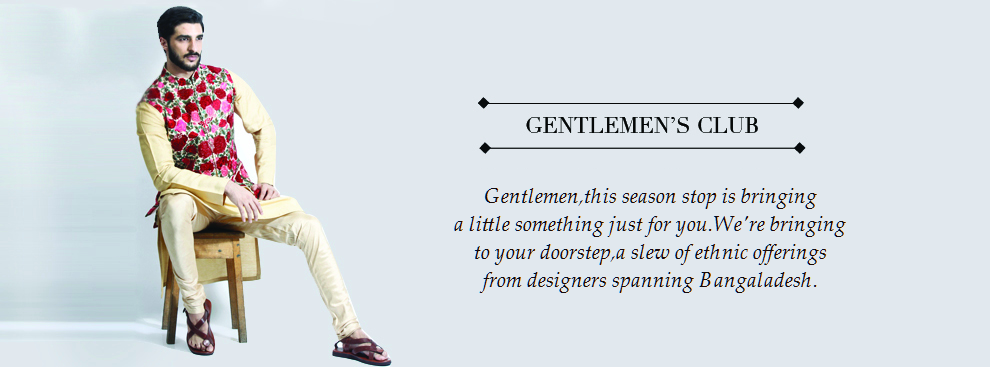 GENTLEMEN'S CLUB
Gentlemen,this season stop is bringing
a little something just for you.We're bringing
to your doorstep,a slew of ethnic offerings
from designers spanning Bangaladesh.